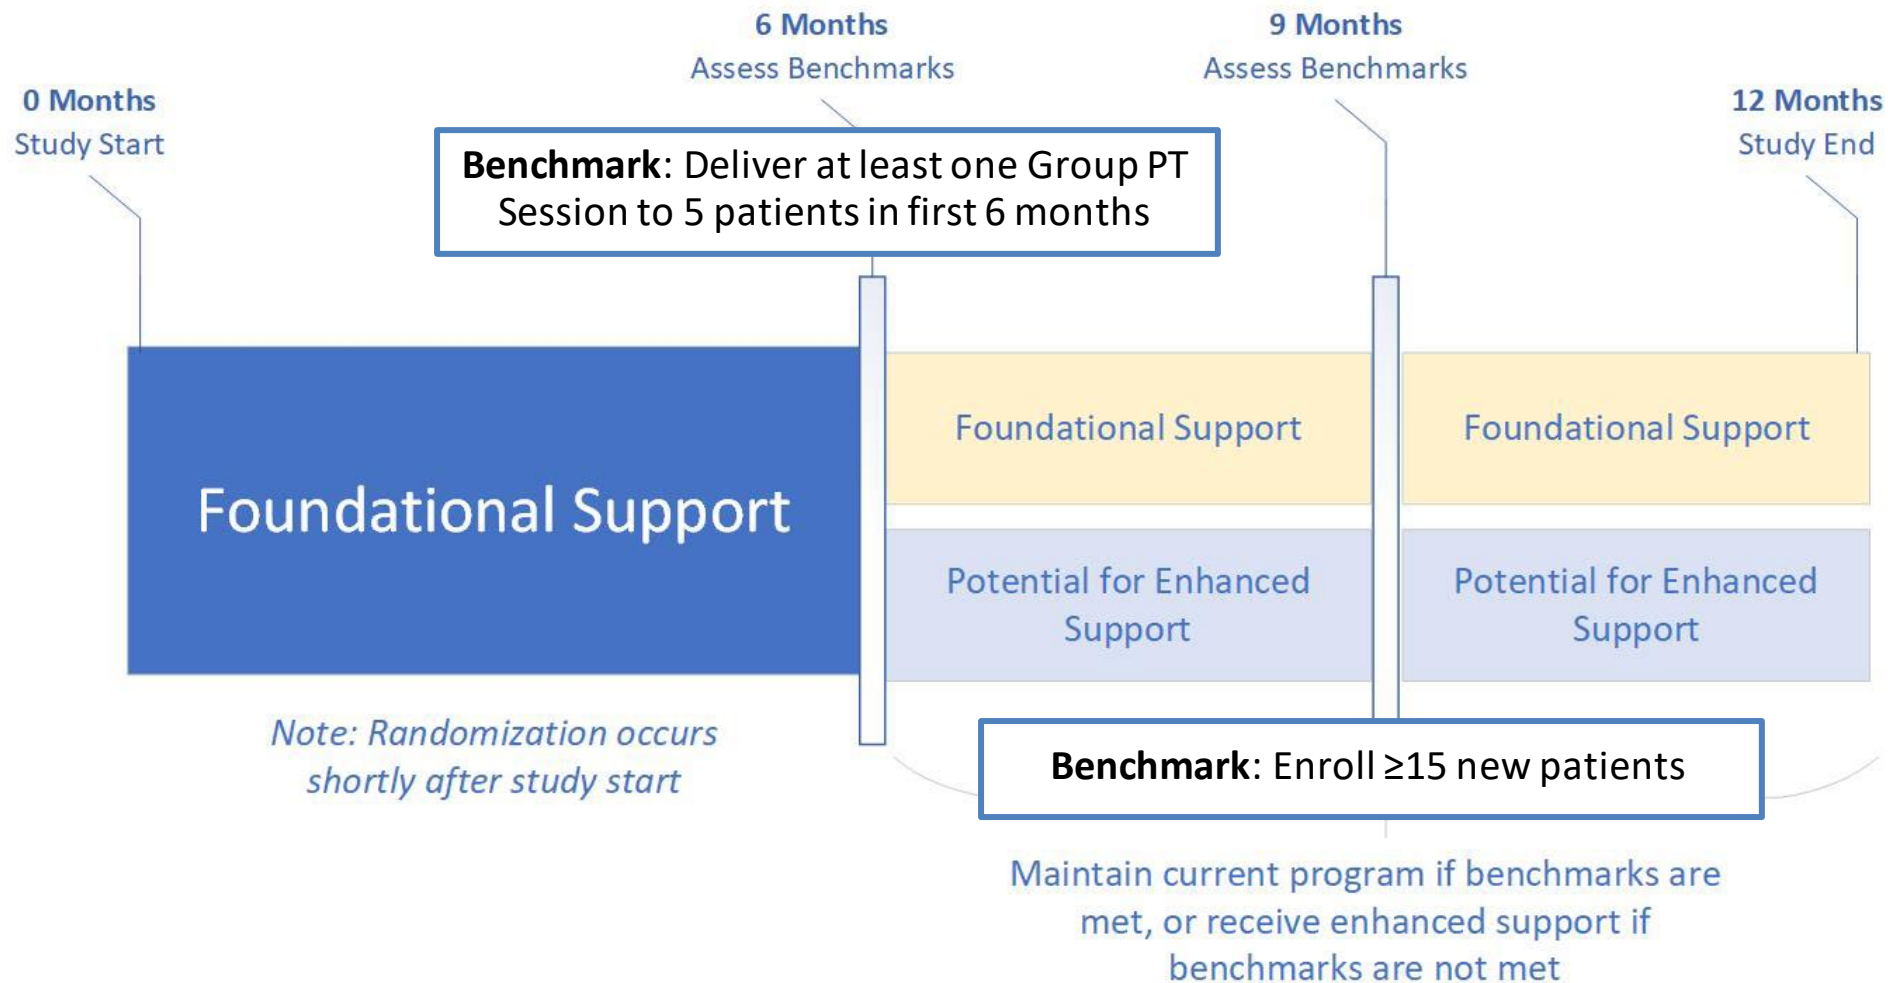 6 Months
Assess Benchmarks
9 Months
Assess Benchmarks
0 Months
Study Start
12 Months
Study End
Benchmark: Deliver at least one Group PT
Session to 5 patients in first 6 months
Foundational Support
Foundational Support
Foundational Support
Potential for Enhanced
Support
Potential for Enhanced
Support
Note: Randomization occurs
shortly after study start
Benchmark: Enroll ≥15 new patients
Maintain current program if benchmarks are
met, or receive enhanced support if
benchmarks are not met